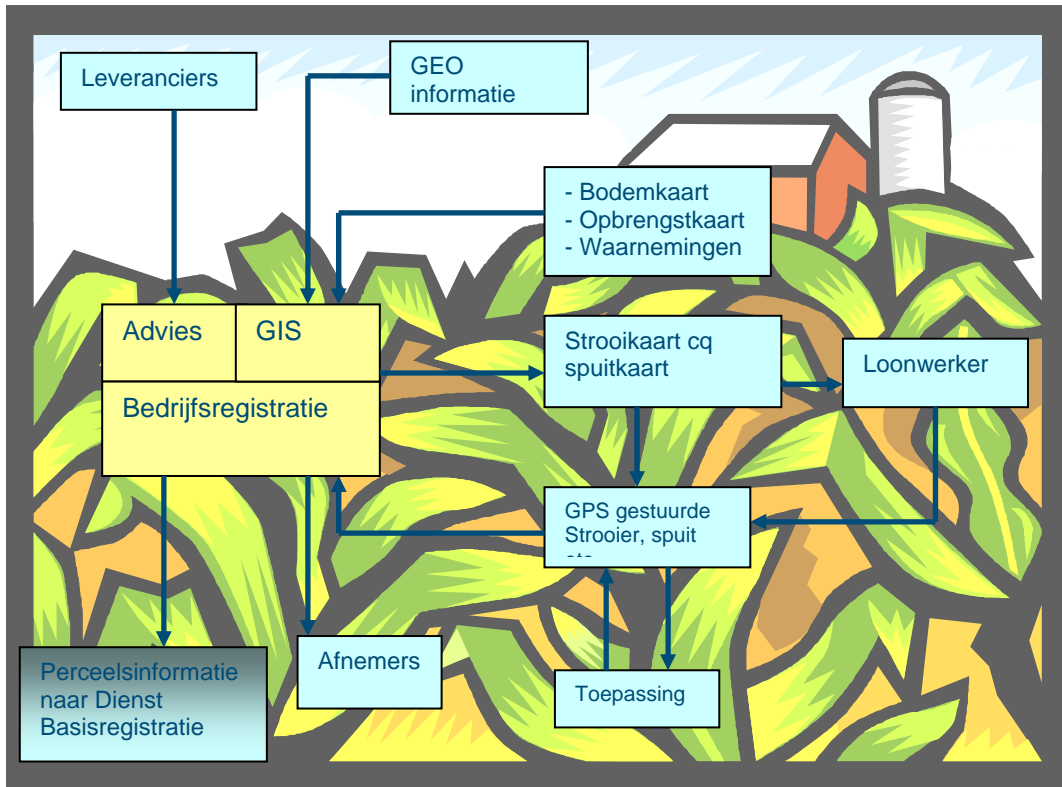 Leveranciers
GEO
informatie
- Bodemkaart
- Opbrengstkaart
- Waarnemingen
Advies
GIS
Bedrijfsregistratie
Strooikaart cq
spuitkaart
Loonwerker
GPS gestuurde
Strooier, spuit
Perceelsinformatie
naar Dienst
Basisregistratie
Afnemers
Toepassing